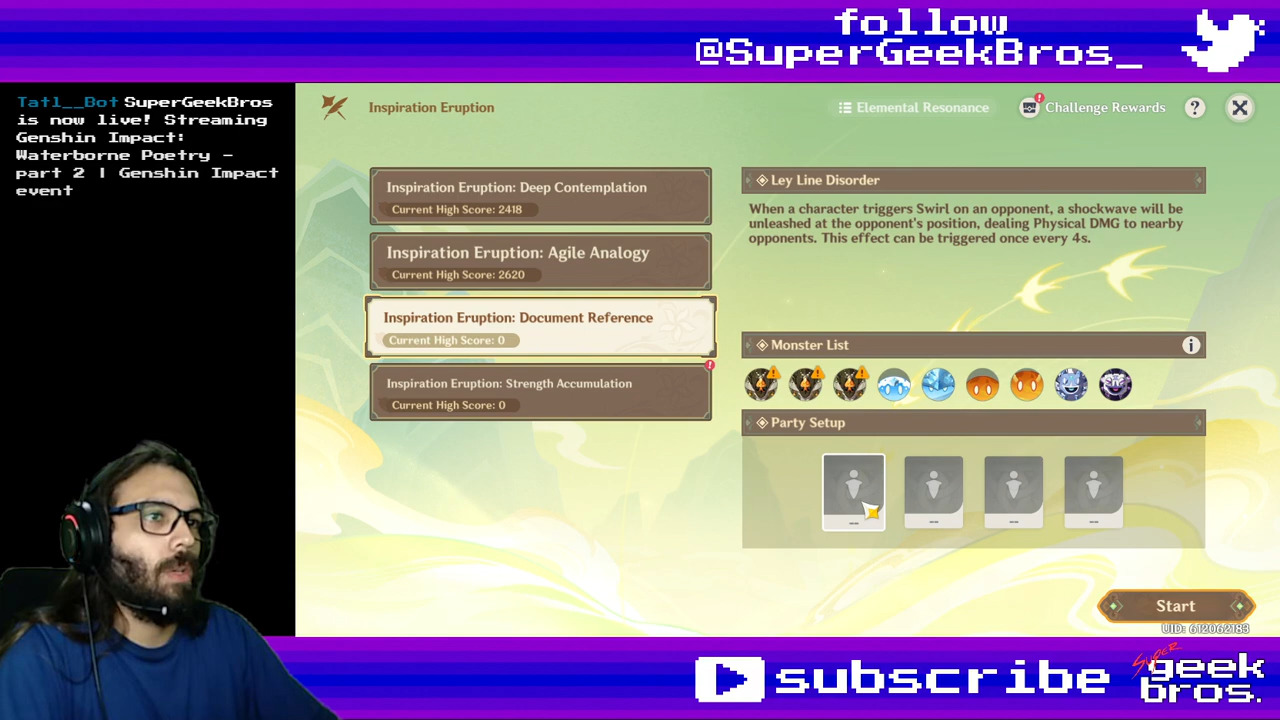 follow
@SuperGeekBros_
Tatl__Bot SuperGeekBros
is now live! Streaming
Genshin Impact:
Waterborne Poetry -
part 2 | Genshin Impact
event
Inspiration Eruption
Elemental Resonance
Challenge Rewards
?
Inspiration Eruption: Deep Contemplation
Current High Score: 2418
Inspiration Eruption: Agile Analogy
Current High Score: 2620
Inspiration Eruption: Document Reference
Current High Score: 0
Inspiration Eruption: Strength Accumulation
Current High Score: 0
Ley Line Disorder
When a character triggers Swirl on an opponent, a shockwave will be
unleashed at the opponent's position, dealing Physical DMG to nearby
opponents. This effect can be triggered once every 4s.
Monster List
Party Setup
Start
UID: 612062183
subscribe
super
geek
bros.